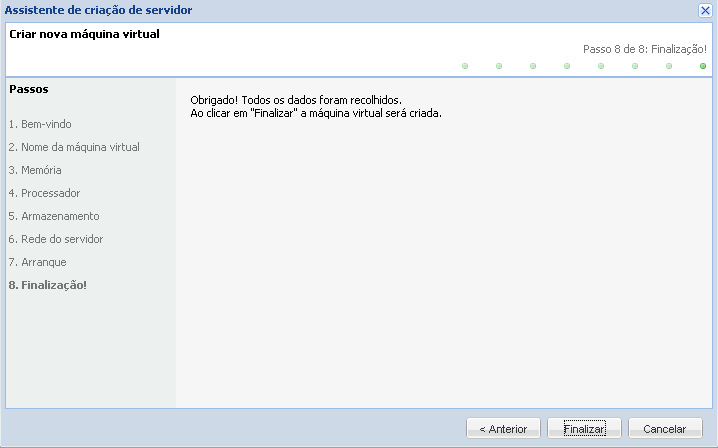 Assistente de criação de servidor
Criar nova máquina virtual
Passo 8 de 8: Finalização!
Passos
1. Bem-vindo
2. Nome da máquina virtual
3. Memória
4. Processador
5. Armazenamento
6. Rede do servidor
7. Arranque
8. Finalização!
Obrigado! Todos os dados foram recolhidos.
Ao clicar em "Finalizar" a máquina virtual será criada.
< Anterior
Finalizar
Cancelar